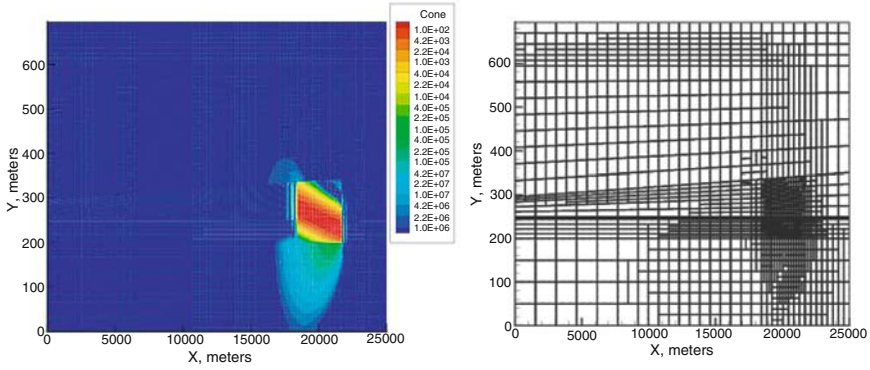 Cone
1.0E+02
4.2E+03
2.2E+04
1.0E+03
4.0E+04
2.2E+04
1.0E+04
4.0E+05
2.2E+05
1.0E+05
4.2E+05
2.2E+05
1.0E+05
4.2E+07
2.2E+07
1.0E+07
4.2E+06
2.2E+06
1.0E+06
Y, meters
600
500
400
300
200
100
0
0
5000
10000
15000
20000
25000
X, meters
Y, meters
600
500
400
300
200
100
0
0
5000
10000
15000
20000
25000
X, meters